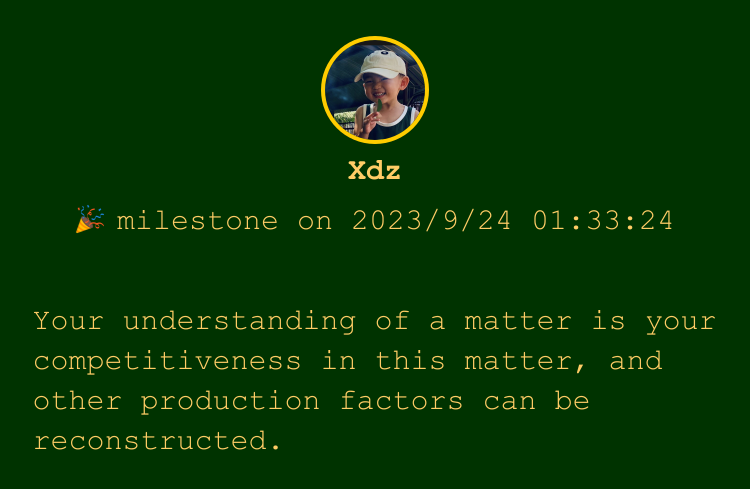 Xdz
🎉 milestone on 2023/9/24 01:33:24
Your understanding of a matter is your
competitiveness in this matter, and
other production factors can be
reconstructed.